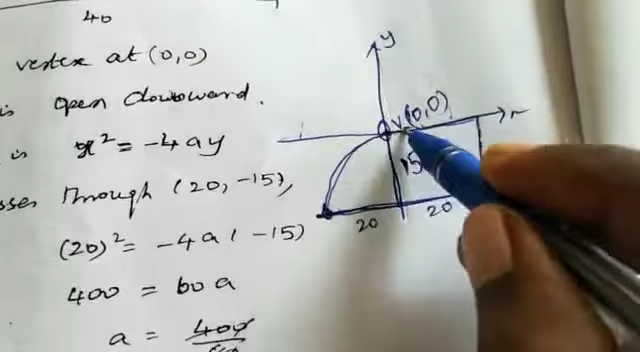 40
vertex at (0,0)
is open downward.
is x² = -4ay
through (20, -15),
(20)² = -4a(-15)
400 = 60a
a = 400
y
V(0,0)
x
15
20
20